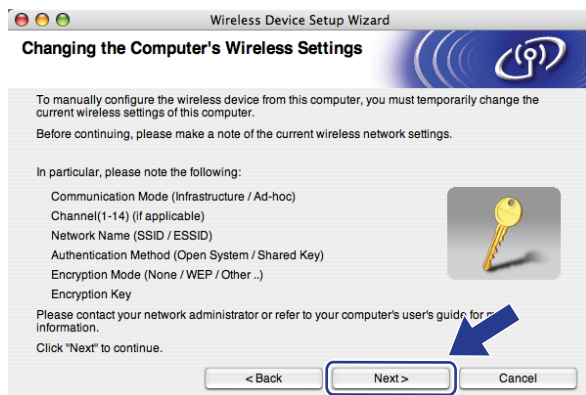 Wireless Device Setup Wizard
Changing the Computer's Wireless Settings
To manually configure the wireless device from this computer, you must temporarily change the
current wireless settings of this computer.
Before continuing, please make a note of the current wireless network settings.
In particular, please note the following:
Communication Mode (Infrastructure / Ad-hoc)
Channel(1-14) (if applicable)
Network Name (SSID / ESSID)
Authentication Method (Open System / Shared Key)
Encryption Mode (None / WEP / Other ..)
Encryption Key
Please contact your network administrator or refer to your computer's user's guide for
information.
Click "Next" to continue.
< Back Next > Cancel